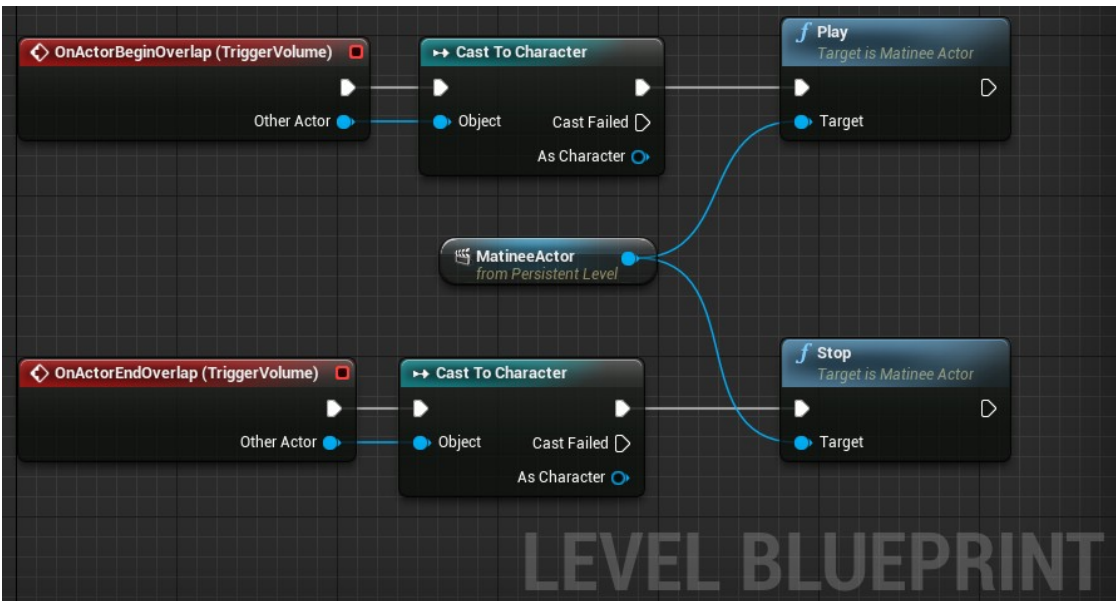 OnActorBeginOverlap (TriggerVolume)
Other Actor
Cast To Character
Object
Cast Failed
As Character
f Play
Target is Matinee Actor
Target
MatineeActor
from Persistent Level
OnActorEndOverlap (TriggerVolume)
Other Actor
Cast To Character
Object
Cast Failed
As Character
f Stop
Target is Matinee Actor
Target
LEVEL BLUEPRINT